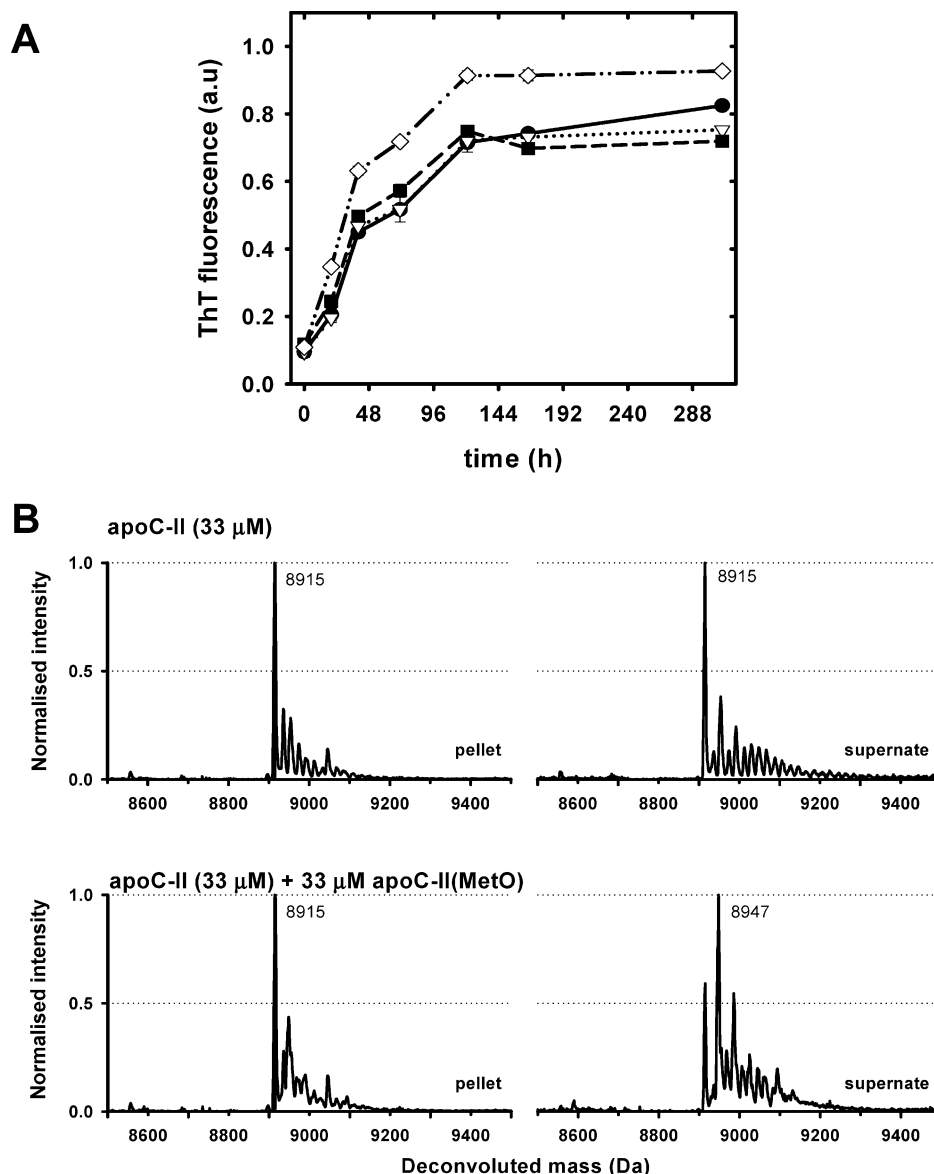 A
ThT fluorescence (a.u)
1.0
0.8
0.6
0.4
0.2
0.0
0 48 96 144 192 240 288
time (h)
B
apoC-II (33 μM)
Normalised intensity
1.0
0.5
0.0
8915
pellet
8600 8800 9000 9200 9400
8915
supernate
8600 8800 9000 9200 9400
apoC-II (33 μM) + 33 μM apoC-II(MetO)
Normalised intensity
1.0
0.5
0.0
8915
pellet
8600 8800 9000 9200 9400
8947
supernate
8600 8800 9000 9200 9400
Deconvoluted mass (Da)